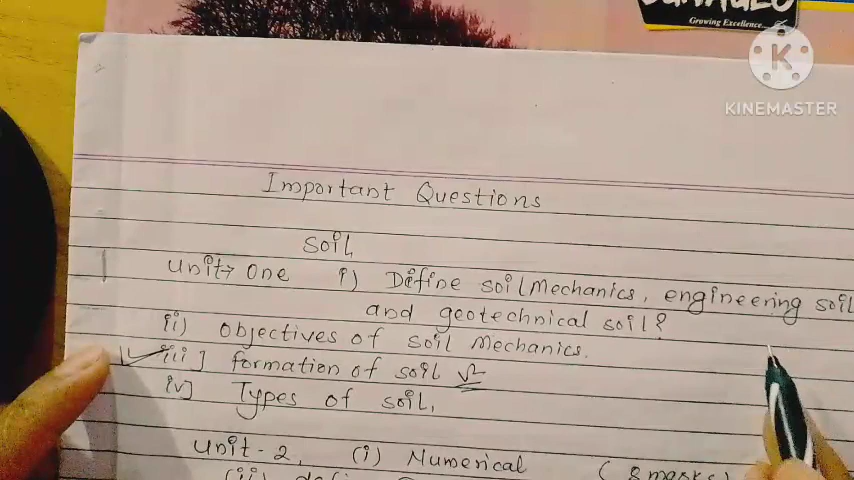 Growing Excellence...
KINEMASTER
Important Questions
Soil
Unit→ One i) Define soil Mechanics, engineering soil
and geotechnical soil?
ii) Objectives of soil Mechanics.
iii] formation of soil
iv] Types of soil,
Unit-2, (i) Numerical (8 marks)
(ii)